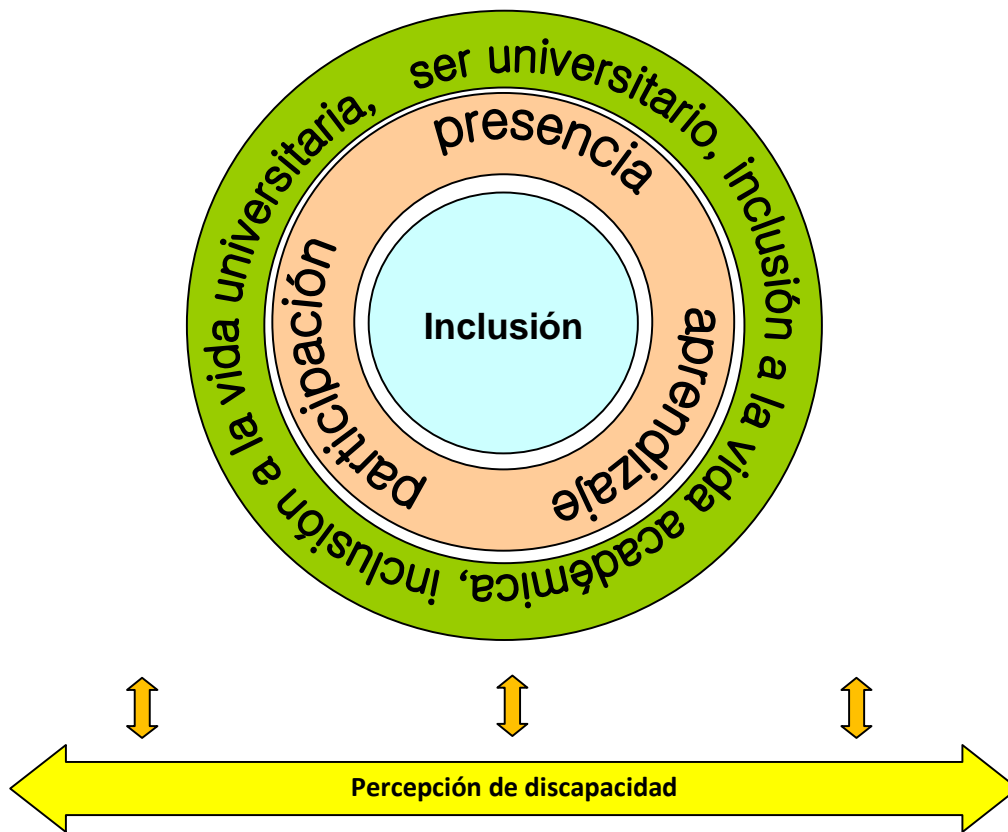 ser universitario, inclusión a la vida académica, inclusión a la vida universitaria,
presencia
aprendizaje
participación
Inclusión
Percepción de discapacidad